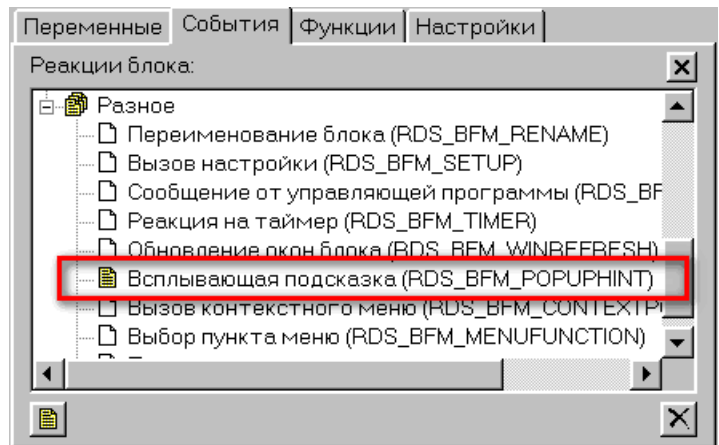 Переменные События Функции Настройки
Реакции блока:
Разное
Переименование блока (RDS_BFM_RENAME)
Вызов настройки (RDS_BFM_SETUP)
Сообщение от управляющей программы (RDS_BF
Реакция на таймер (RDS_BFM_TIMER)
Обновление окон блока (RDS_BFM_WINREFRESH)
Всплывающая подсказка (RDS_BFM_POPUPHINT)
Вызов контекстного меню (RDS_BFM_CONTEXTP
Выбор пункта меню (RDS_BFM_MENUFUNCTION)